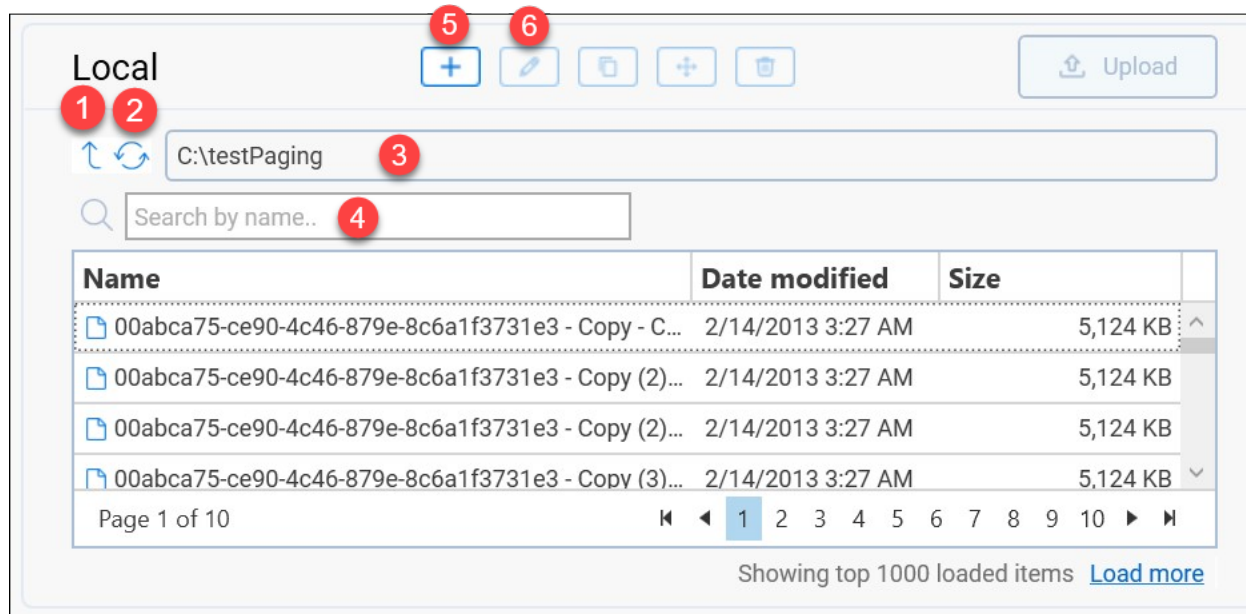 5 6
Local Upload
1 2
C:\testPaging 3
Search by name.. 4
Name Date modified Size
00abca75-ce90-4c46-879e-8c6a1f3731e3 - Copy - C... 2/14/2013 3:27 AM 5,124 KB
00abca75-ce90-4c46-879e-8c6a1f3731e3 - Copy (2)... 2/14/2013 3:27 AM 5,124 KB
00abca75-ce90-4c46-879e-8c6a1f3731e3 - Copy (2)... 2/14/2013 3:27 AM 5,124 KB
00abca75-ce90-4c46-879e-8c6a1f3731e3 - Copy (3)... 2/14/2013 3:27 AM 5,124 KB
Page 1 of 10 1 2 3 4 5 6 7 8 9 10
Showing top 1000 loaded items Load more